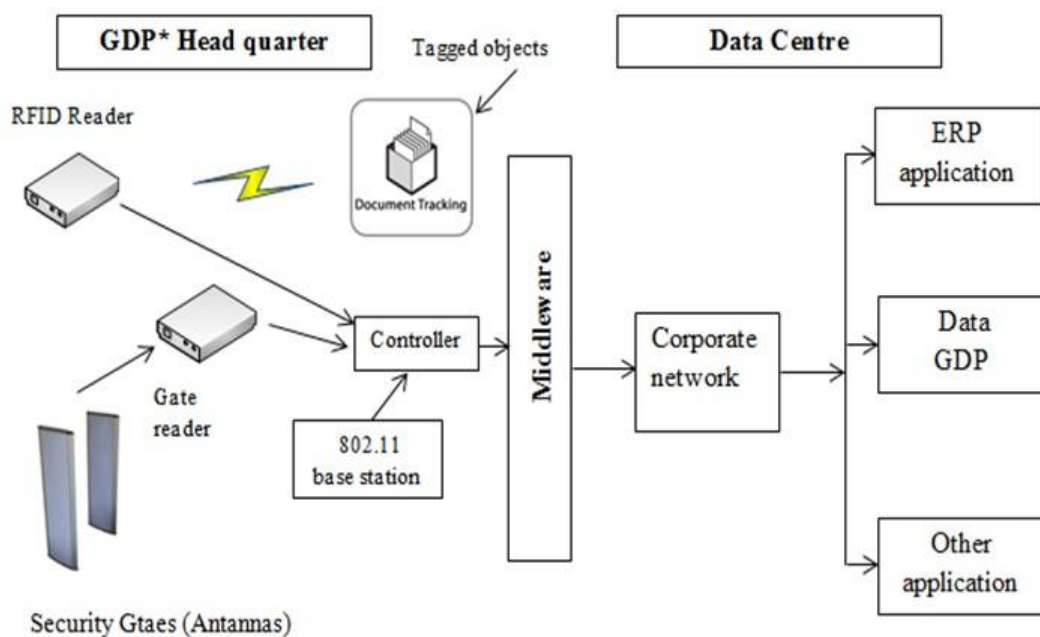 GDP* Head quarter
Tagged objects
Data Centre
RFID Reader
Document Tracking
ERP
application
Middleware
Controller
Corporate
network
Data
GDP
Gate
reader
802.11
base station
Other
application
Security Gtaes (Antannas)